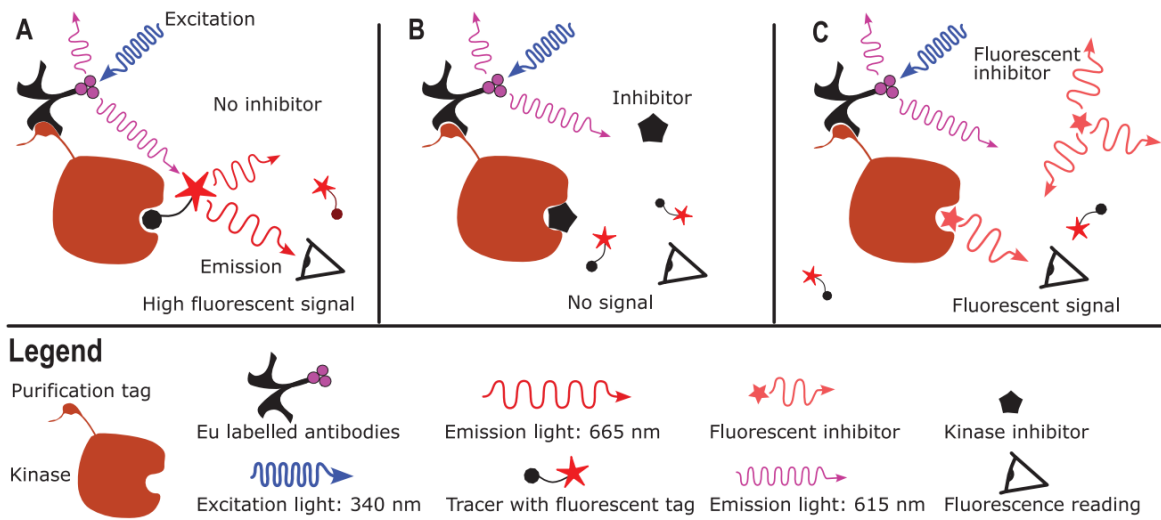 A
Excitation
No inhibitor
Emission
High fluorescent signal
B
Inhibitor
No signal
C
Fluorescent
inhibitor
Fluorescent signal
Legend
Purification tag
Kinase
Eu labelled antibodies
Emission light: 665 nm
Fluorescent inhibitor
Kinase inhibitor
Excitation light: 340 nm
Tracer with fluorescent tag
Emission light: 615 nm
Fluorescence reading